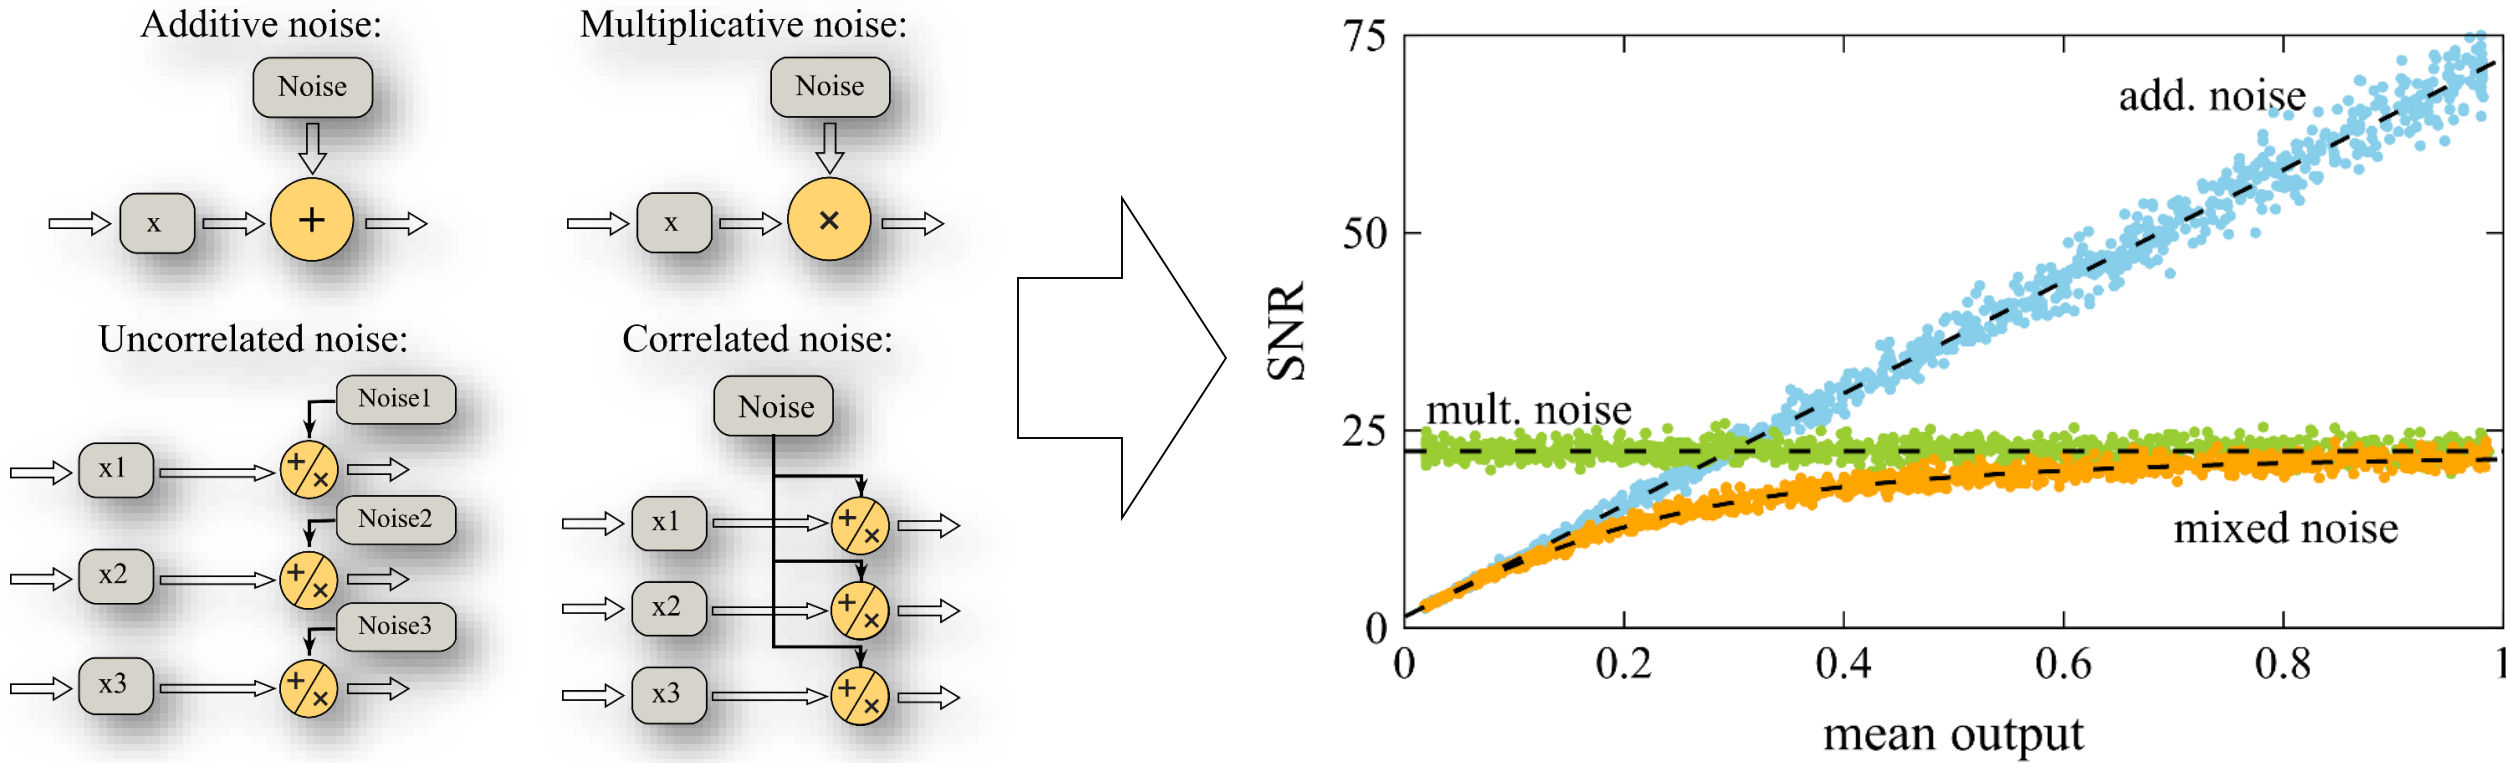 Additive noise:
Noise
x
+
Multiplicative noise:
Noise
x
×
Uncorrelated noise:
Noise1
x1
+
×
Noise2
x2
+
×
Noise3
x3
+
×
Correlated noise:
Noise
x1
+
×
x2
+
×
x3
+
×
75
50
25
0
SNR
add. noise
mult. noise
mixed noise
0 0.2 0.4 0.6 0.8 1
mean output